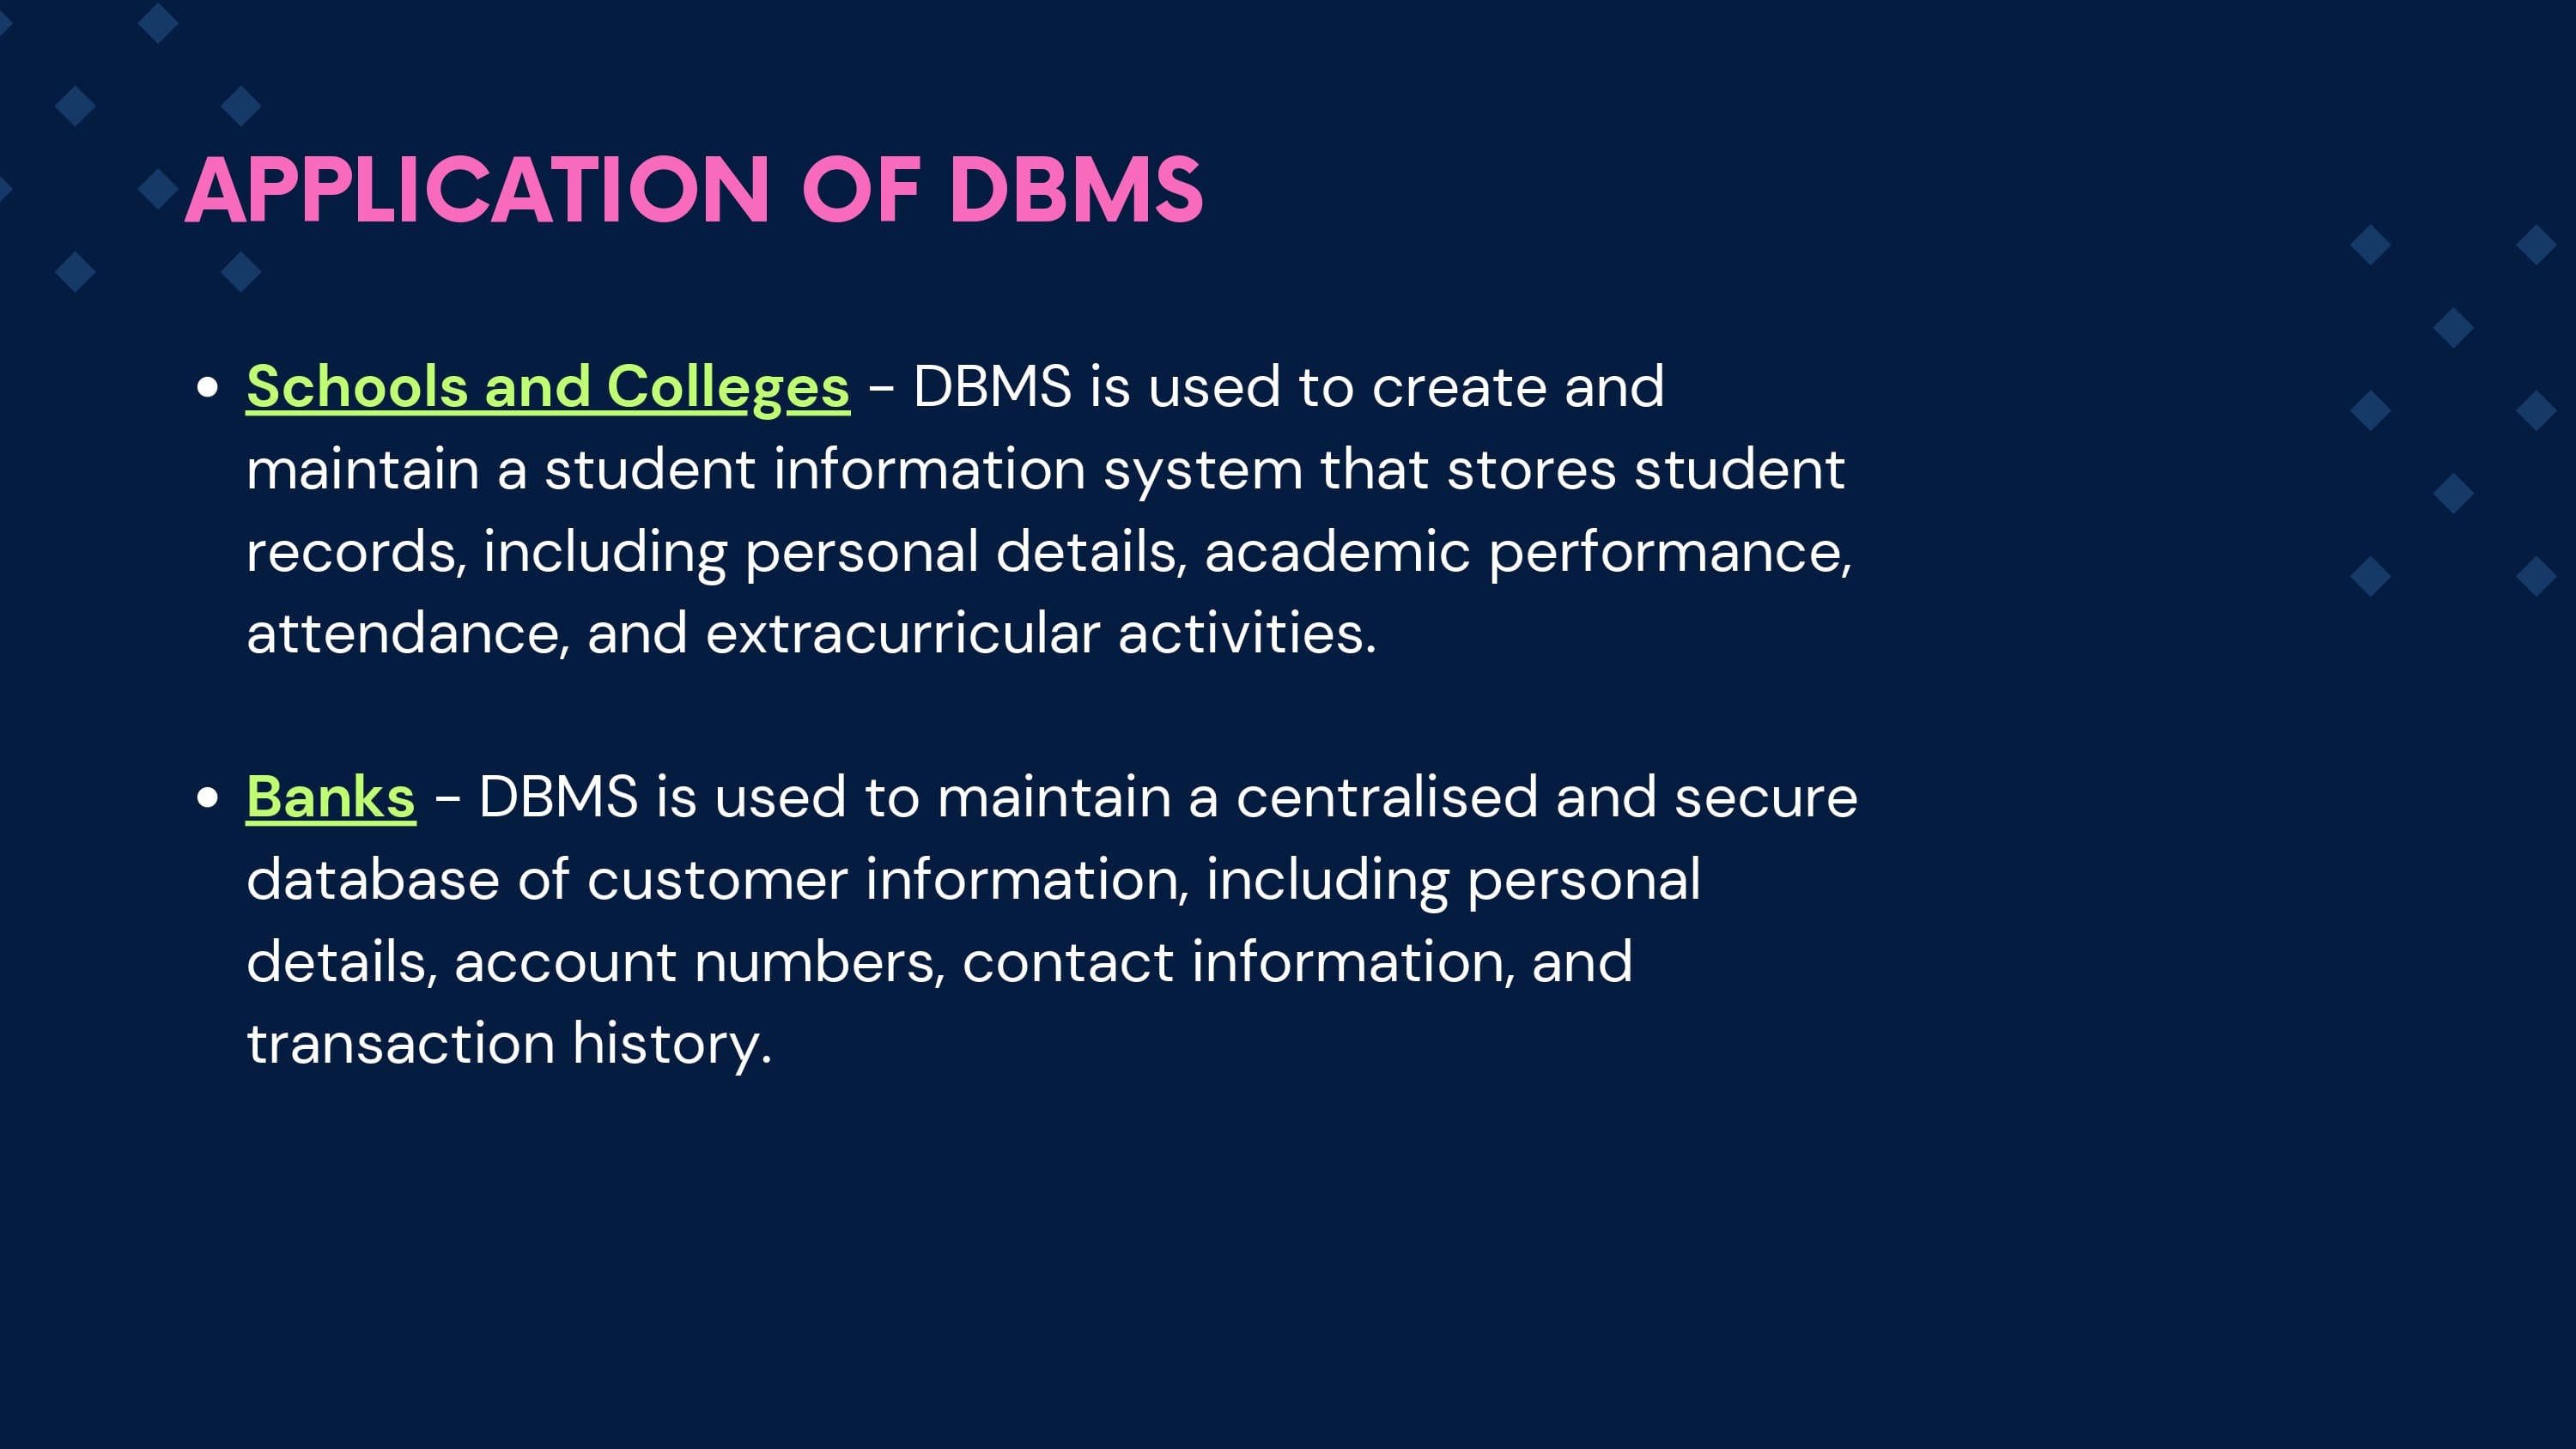 APPLICATION OF DBMS
• Schools and Colleges - DBMS is used to create and
maintain a student information system that stores student
records, including personal details, academic performance,
attendance, and extracurricular activities.
• Banks - DBMS is used to maintain a centralised and secure
database of customer information, including personal
details, account numbers, contact information, and
transaction history.